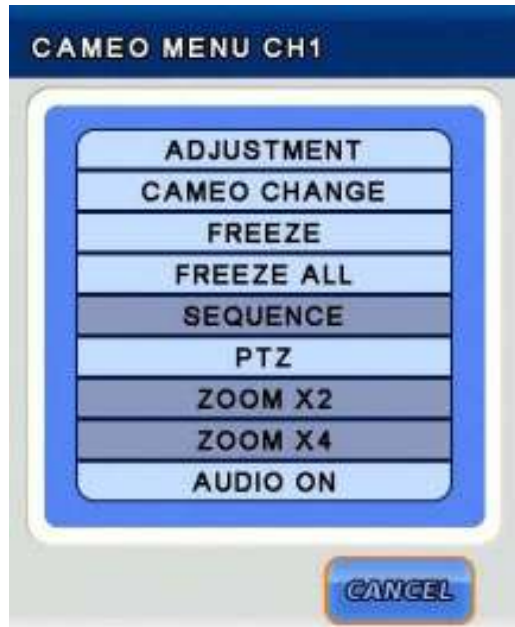 CAMEO MENU CH1
ADJUSTMENT
CAMEO CHANGE
FREEZE
FREEZE ALL
SEQUENCE
PTZ
ZOOM X2
ZOOM X4
AUDIO ON
CANCEL